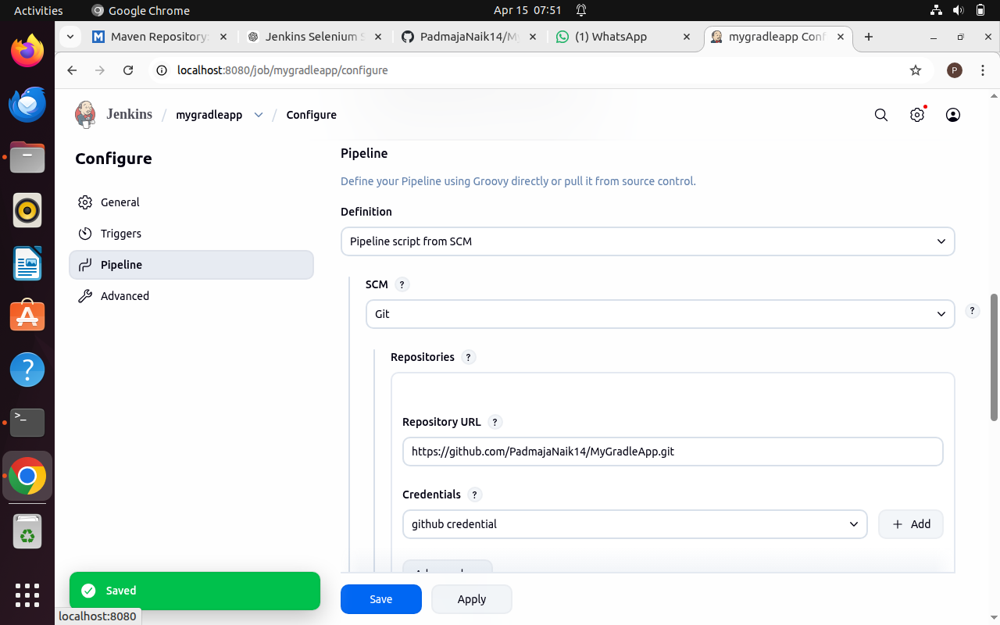 Activities
Google Chrome
Apr 15 07:51
Maven Repository:
Jenkins Selenium S
PadmajaNaik14/My
(1) WhatsApp
mygradleapp Conf
localhost:8080/job/mygradleapp/configure
P
Jenkins / mygradleapp / Configure
Configure
General
Triggers
Pipeline
Advanced
Pipeline
Define your Pipeline using Groovy directly or pull it from source control.
Definition
Pipeline script from SCM
SCM ?
Git
?
Repositories ?
Repository URL ?
https://github.com/PadmajaNaik14/MyGradleApp.git
Credentials ?
github credential
+ Add
Saved
Save
Apply
localhost:8080